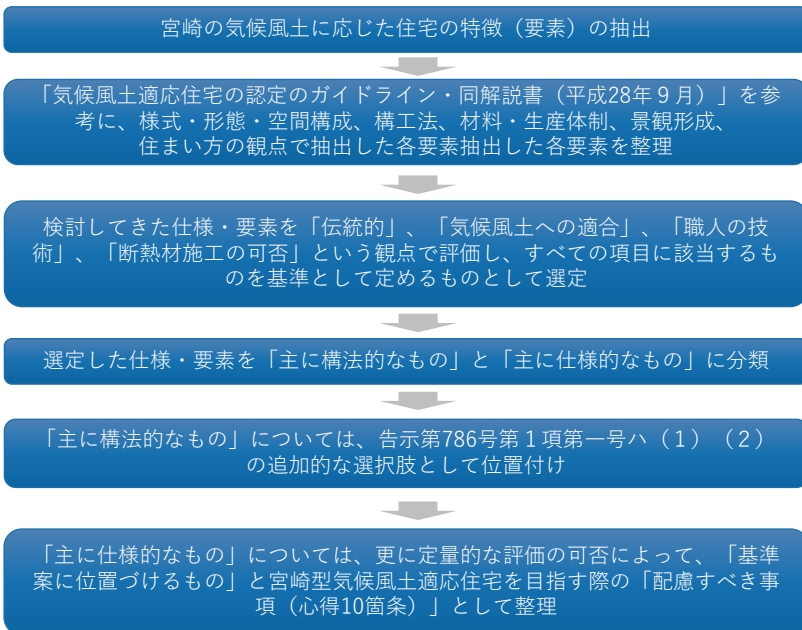 宮崎の気候風土に応じた住宅の特徴（要素）の抽出
「気候風土適応住宅の認定のガイドライン・同解説書（平成28年９月）」を参
考に、様式・形態・空間構成、構工法、材料・生産体制、景観形成、
住まい方の観点で抽出した各要素抽出した各要素を整理
検討してきた仕様・要素を「伝統的」、「気候風土への適合」、「職人の技
術」、「断熱材施工の可否」という観点で評価し、すべての項目に該当するも
のを基準として定めるものとして選定
選定した仕様・要素を「主に構法的なもの」と「主に仕様的なもの」に分類
「主に構法的なもの」については、告示第786号第１項第一号ハ（１）（２）
の追加的な選択肢として位置付け
「主に仕様的なもの」については、更に定量的な評価の可否によって、「基準
案に位置づけるもの」と宮崎型気候風土適応住宅を目指す際の「配慮すべき事
項（心得10箇条）」として整理